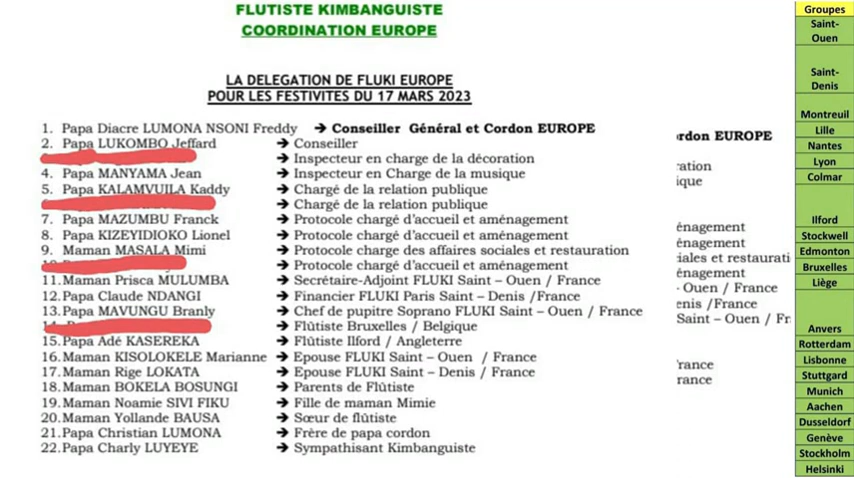 FLUTISTE KIMBANGUISTE
COORDINATION EUROPE
LA DELEGATION DE FLUKI EUROPE
POUR LES FESTIVITES DU 17 MARS 2023
1. Papa Diacre LUMONA NSONI Freddy → Conseiller Général et Cordon EUROPE
2. Papa LUKOMBO Jeffard → Conseiller
→ Inspecteur en charge de la décoration
4. Papa MANYAMA Jean → Inspecteur en Charge de la musique
5. Papa KALAMVUILA Kaddy → Chargé de la relation publique
→ Chargé de la relation publique
7. Papa MAZUMBU Franck → Protocole chargé d'accueil et aménagement
8. Papa KIZEYIDIOKO Lionel → Protocole chargé d'accueil et aménagement
9. Maman MASALA Mimi → Protocole chargé des affaires sociales et restauration
→ Protocole chargé d'accueil et aménagement
11. Maman Prisca MULUMBA → Secrétaire-Adjoint FLUKI Saint – Ouen / France
12. Papa Claude NDANGI → Financier FLUKI Paris Saint – Denis /France
13. Papa MAVUNGU Branly → Chef de pupitre Soprano FLUKI Saint – Ouen / France
14. → Flûtiste Bruxelles / Belgique
15. Papa Adé KASEREKA → Flûtiste Ilford / Angleterre
16. Maman KISOLOKELE Marianne → Epouse FLUKI Saint – Ouen / France
17. Maman Rige LOKATA → Epouse FLUKI Saint – Denis / France
18. Maman BOKELA BOSUNGI → Parents de Flûtiste
19. Maman Noamie SIVI FIKU → Fille de maman Mimie
20. Maman Yollande BAUSA → Sœur de flûtiste
21. Papa Christian LUMONA → Frère de papa cordon
22. Papa Charly LUYEYE → Sympathisant Kimbanguiste
rdon EUROPE
ration
ique
énagement
énagement
iales et restaurati
énagement
- Ouen / France
enis /France
Saint – Ouen / Fr
rance
rance
Groupes
Saint-
Ouen
Saint-
Denis
Montreuil
Lille
Nantes
Lyon
Colmar
Ilford
Stockwell
Edmonton
Bruxelles
Liège
Anvers
Rotterdam
Lisbonne
Stuttgard
Munich
Aachen
Dusseldorf
Genève
Stockholm
Helsinki